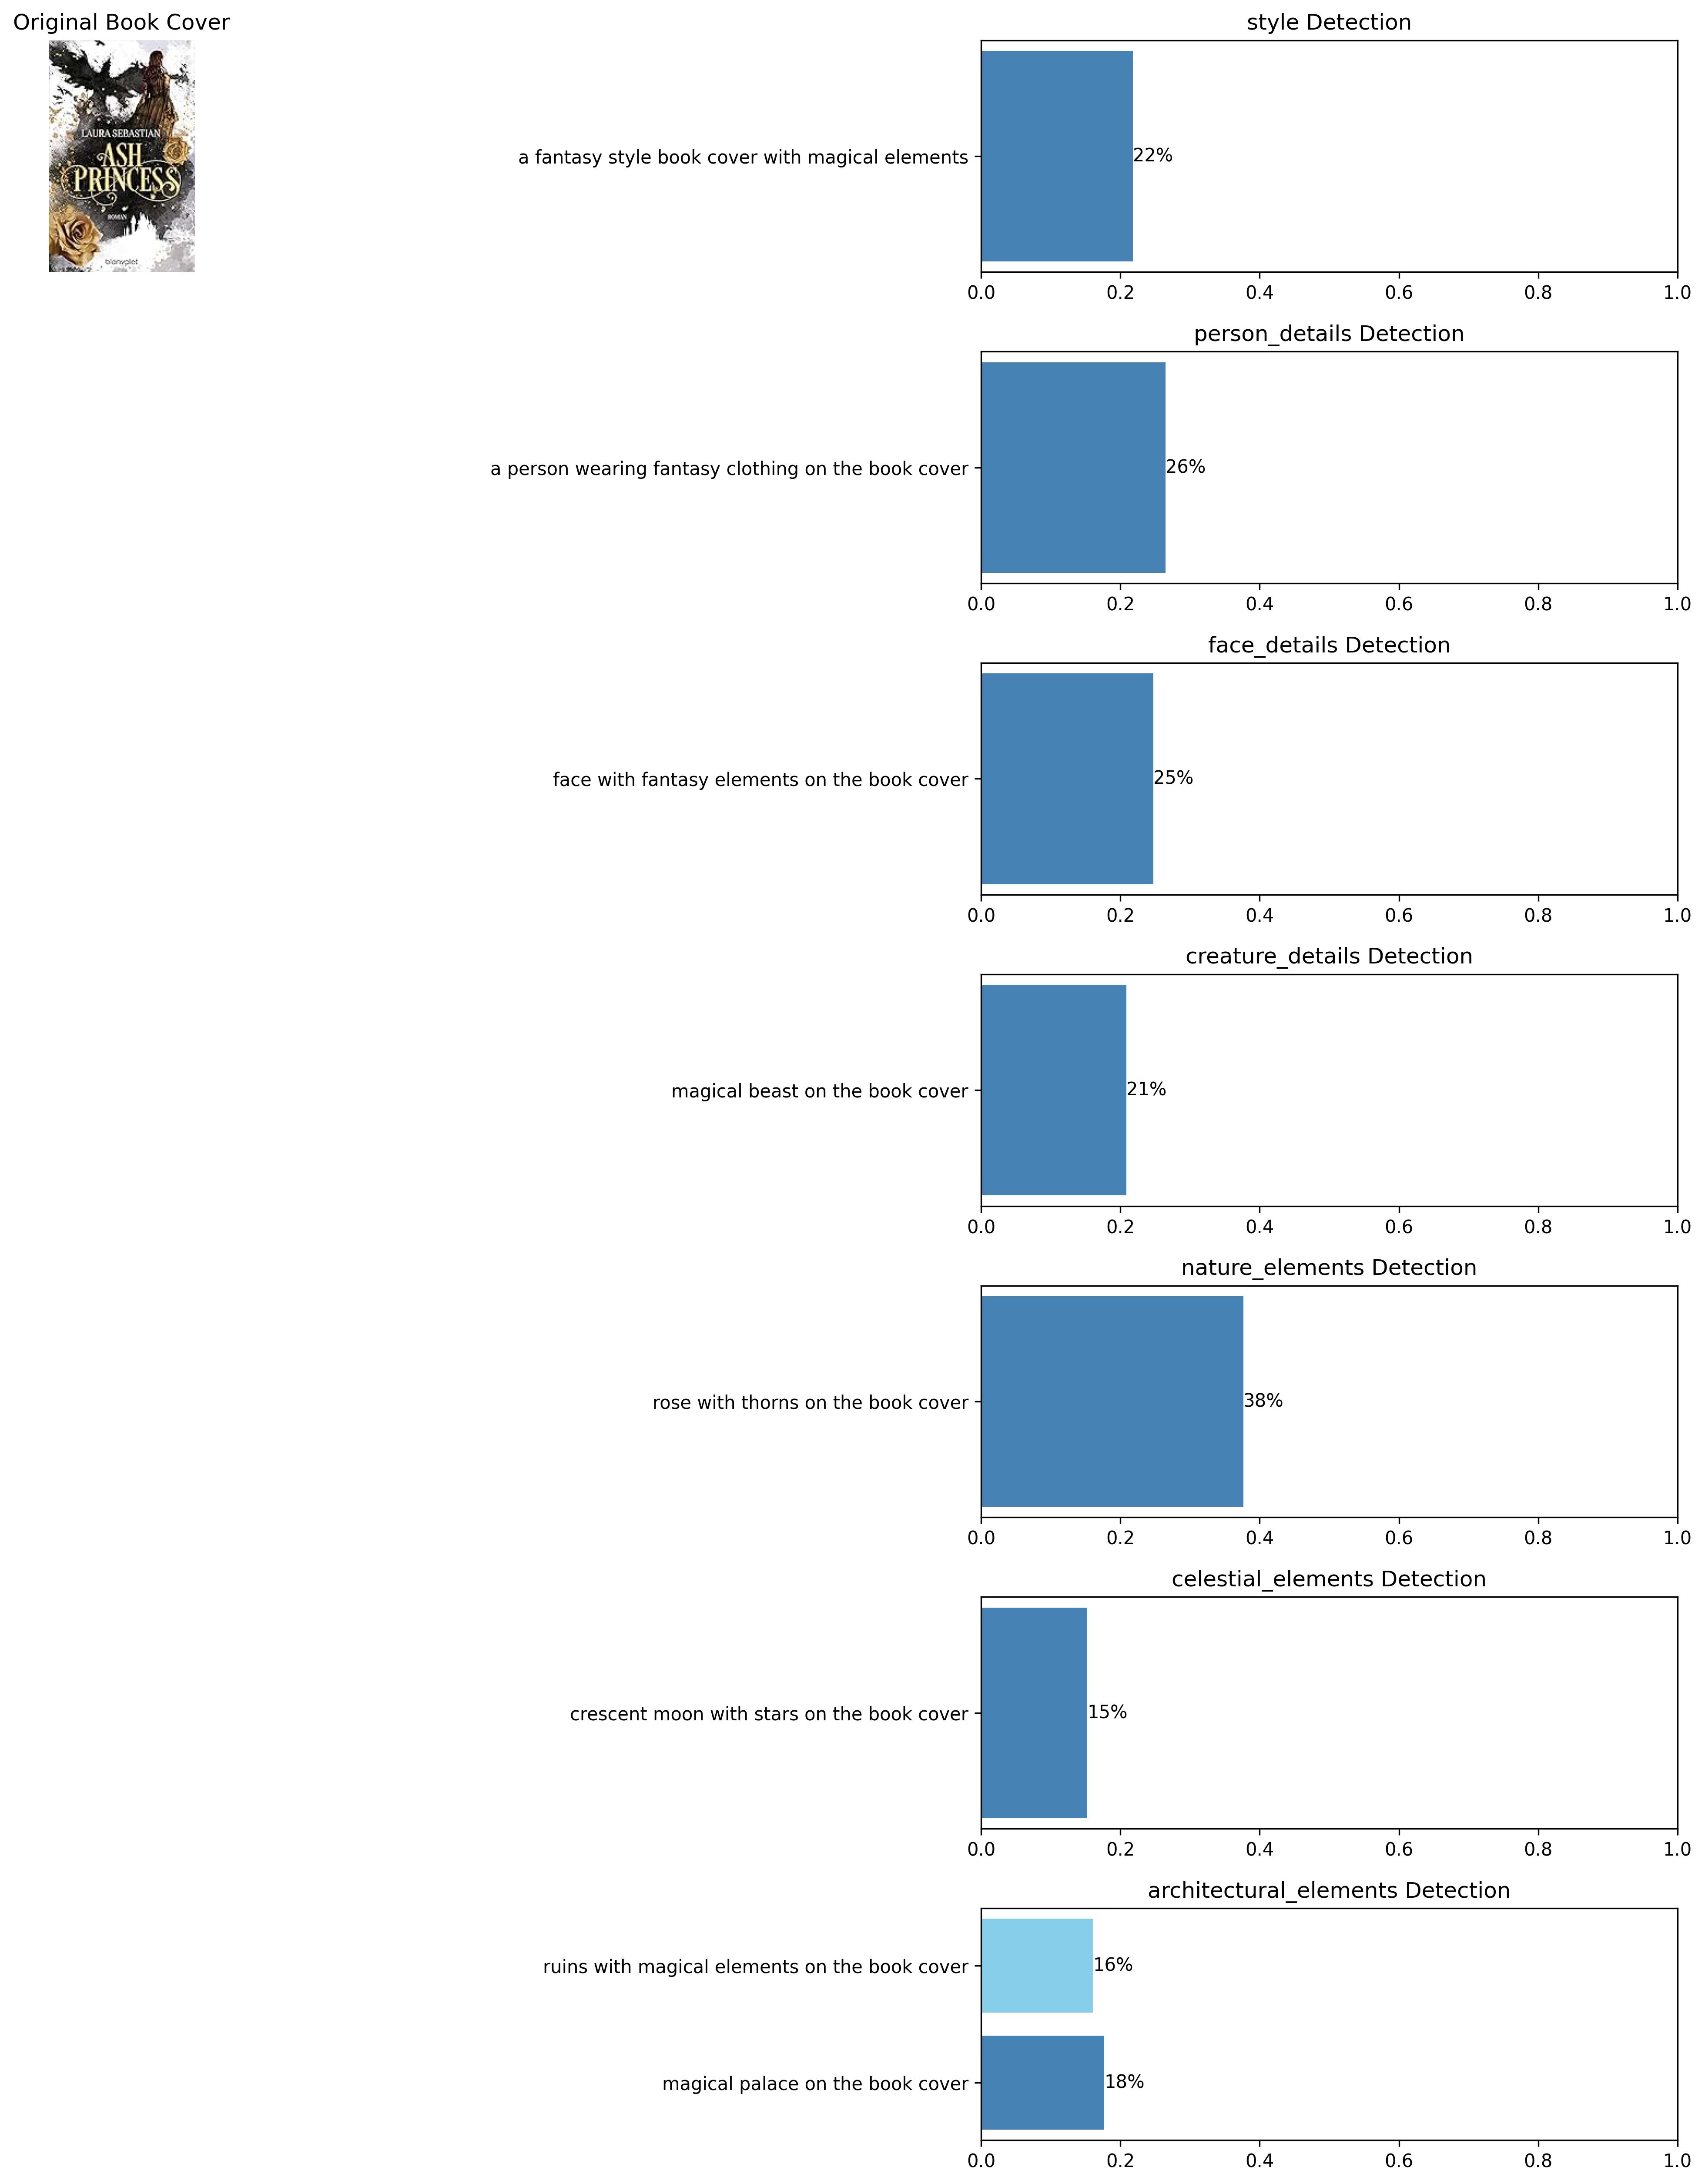 Original Book Cover
LAURA SEBASTIAN
ASH
PRINCESS
ROMAN
blanvalet
style Detection
a fantasy style book cover with magical elements
22%
0.0 0.2 0.4 0.6 0.8 1.0
person_details Detection
a person wearing fantasy clothing on the book cover
26%
0.0 0.2 0.4 0.6 0.8 1.0
face_details Detection
face with fantasy elements on the book cover
25%
0.0 0.2 0.4 0.6 0.8 1.0
creature_details Detection
magical beast on the book cover
21%
0.0 0.2 0.4 0.6 0.8 1.0
nature_elements Detection
rose with thorns on the book cover
38%
0.0 0.2 0.4 0.6 0.8 1.0
celestial_elements Detection
crescent moon with stars on the book cover
15%
0.0 0.2 0.4 0.6 0.8 1.0
architectural_elements Detection
ruins with magical elements on the book cover
16%
magical palace on the book cover
18%
0.0 0.2 0.4 0.6 0.8 1.0